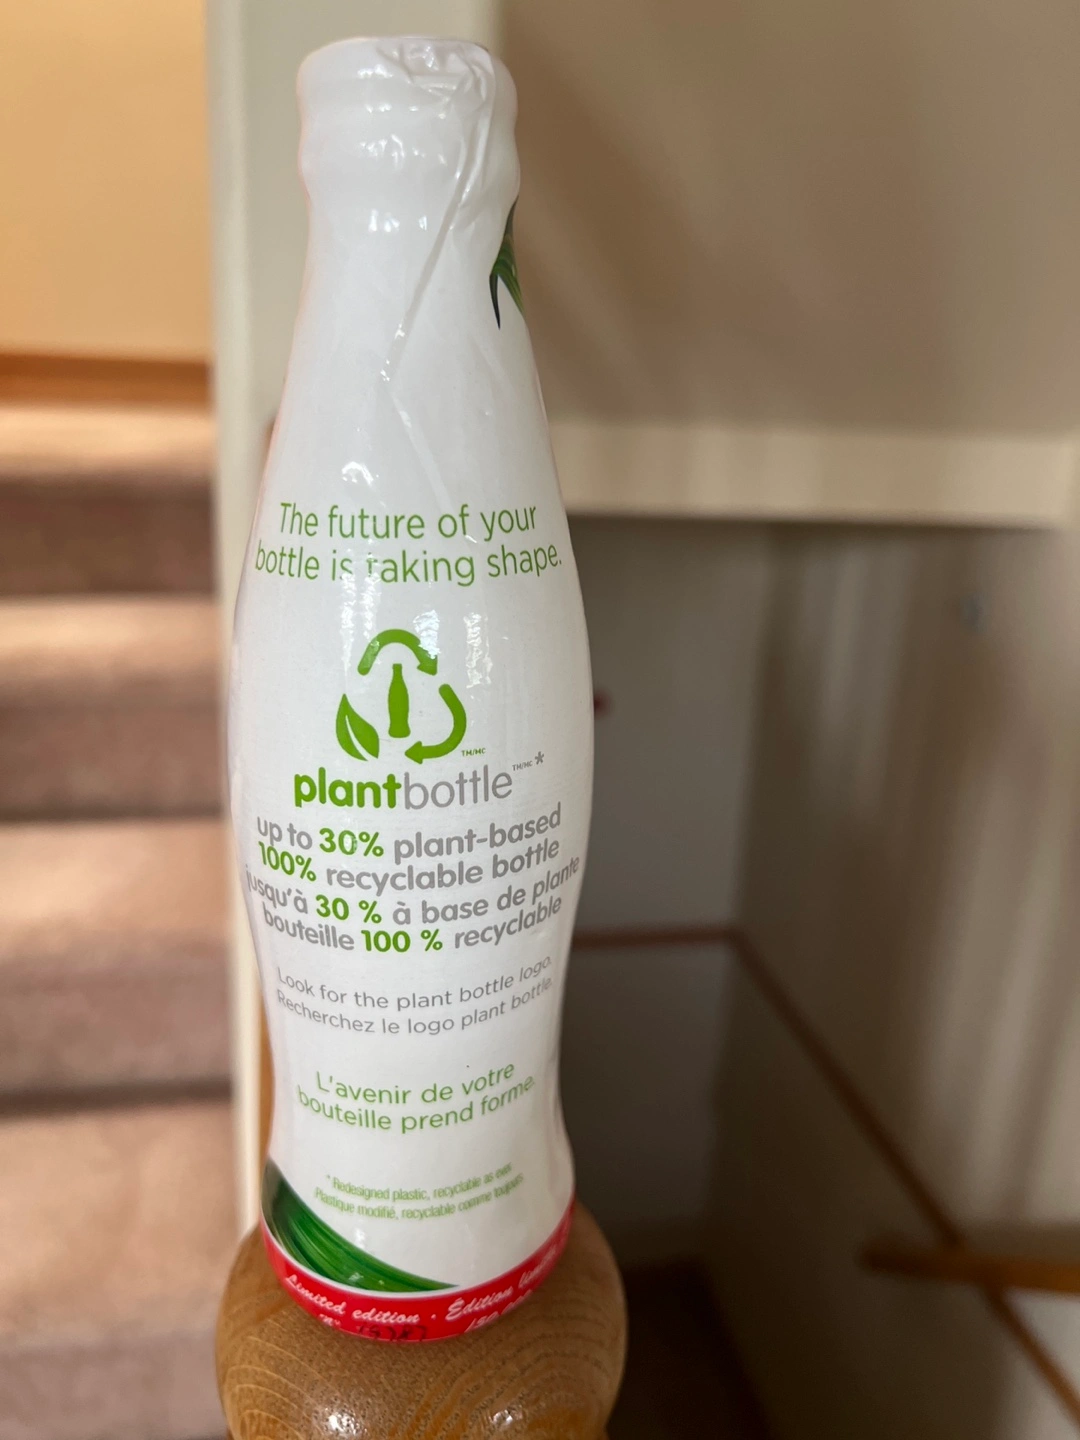 The future of your
bottle is taking shape.
TM/MC
plantbottle TM/MC*
up to 30% plant-based
100% recyclable bottle
jusqu'à 30 % à base de plante
bouteille 100 % recyclable
Look for the plant bottle logo.
Recherchez le logo plant bottle.
L'avenir de votre
bouteille prend forme.
* Redesigned plastic, recyclable as ever.
Plastique modifié, recyclable comme toujours.
Limited edition · Édition